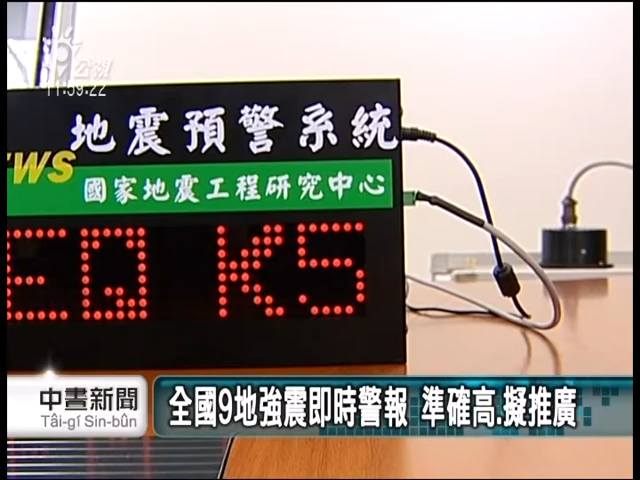 公視
11:59:22
地震預警系統
EWS
國家地震工程研究中心
EQ K5
中晝新聞
Tâi-gí Sin-bûn
全國9地強震即時警報 準確高.擬推廣